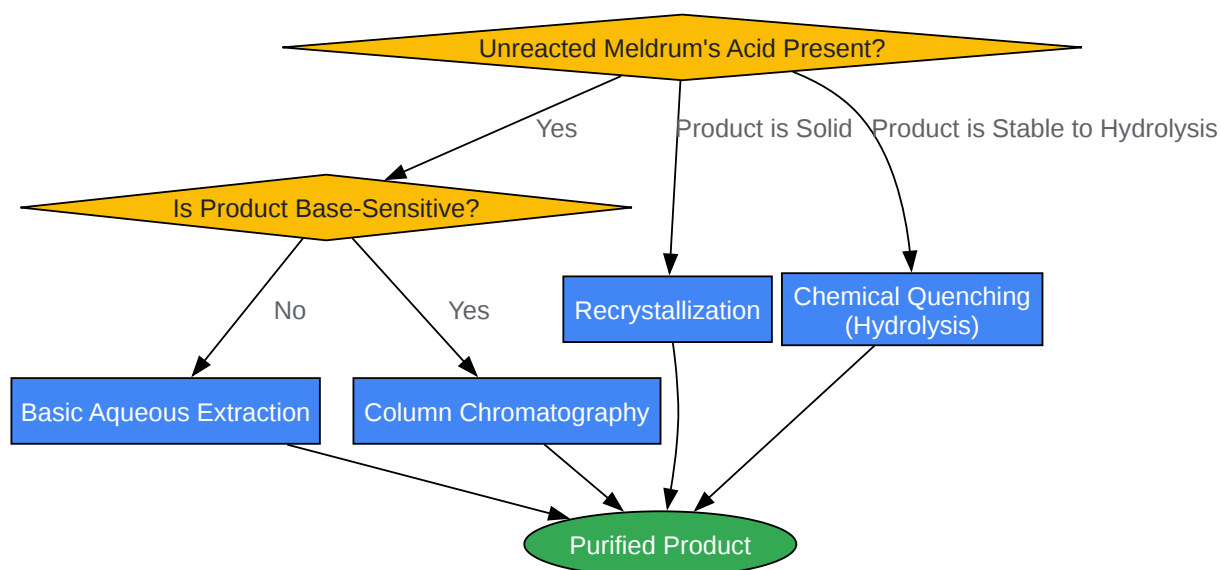 Unreacted Meldrum's Acid Present?
Yes
Product is Solid
Product is Stable to Hydrolysis
Is Product Base-Sensitive?
No
Yes
Recrystallization
Chemical Quenching
(Hydrolysis)
Basic Aqueous Extraction
Column Chromatography
Purified Product